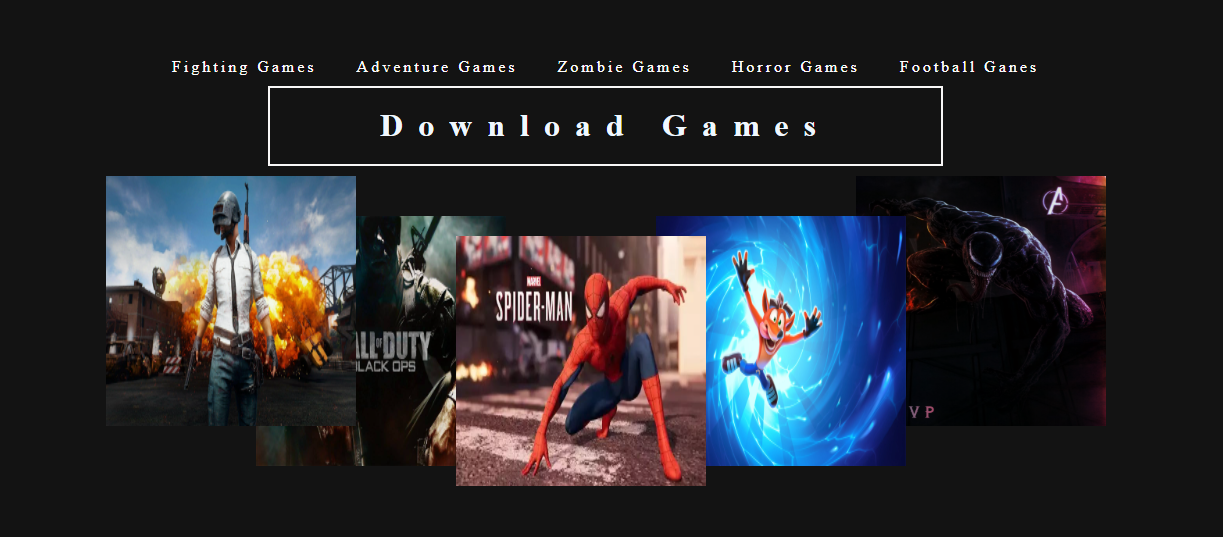 Fighting Games Adventure Games Zombie Games Horror Games Football Ganes
Download Games
ALL OF DUTY
BLACK OPS
MARVEL
SPIDER-MAN
VP